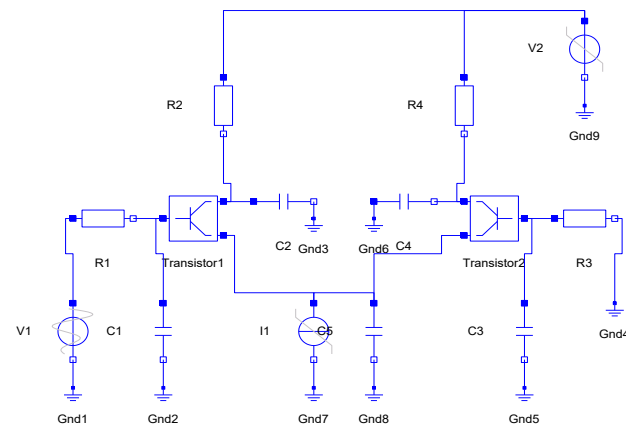 V2
R2
R4
Gnd9
C2
Gnd3
Gnd6
C4
R1
Transistor1
Transistor2
R3
V1
C1
I1
C5
C3
Gnd4
Gnd1
Gnd2
Gnd7
Gnd8
Gnd5